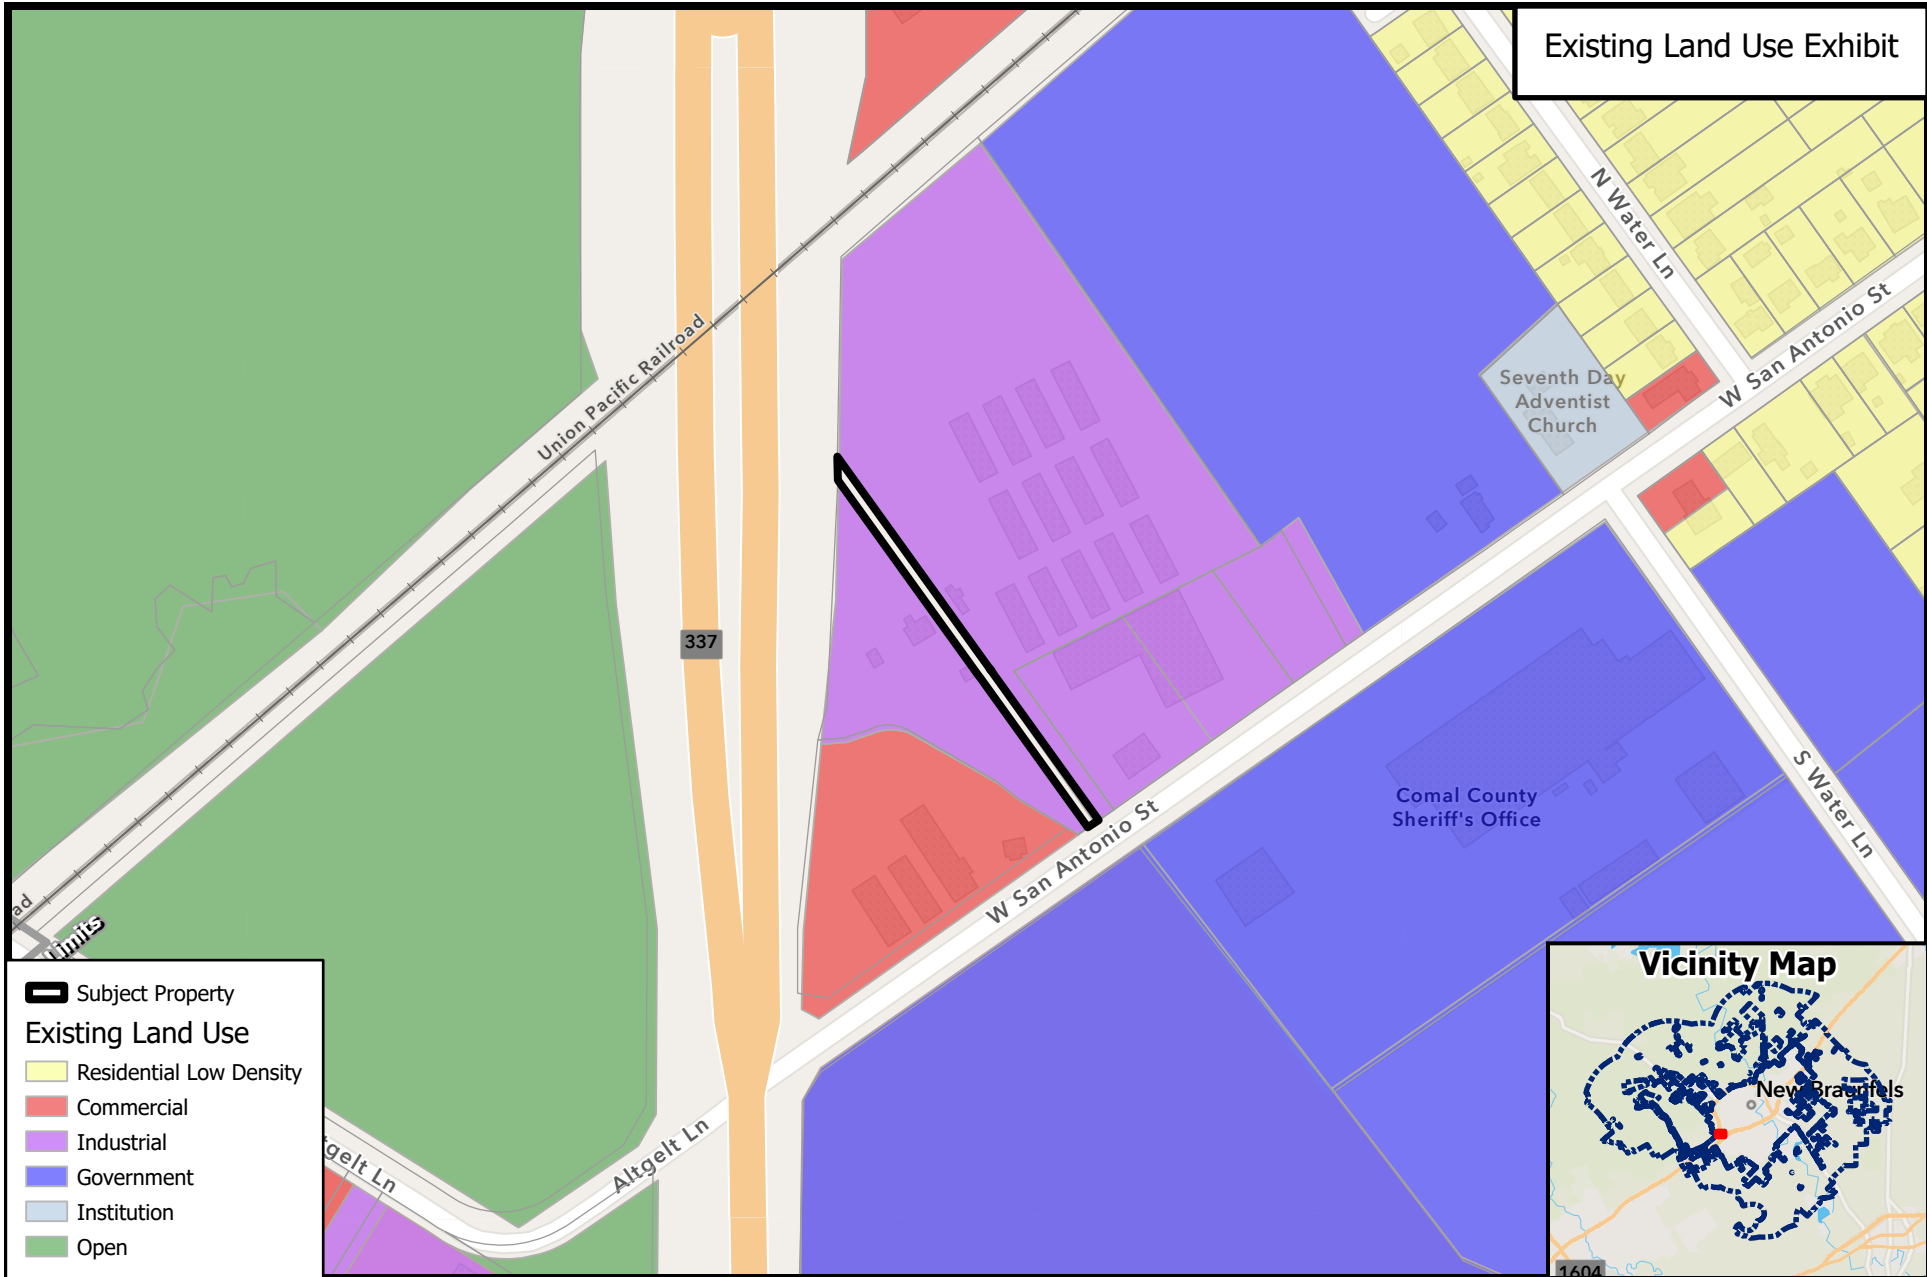 Existing Land Use Exhibit
N Water Ln
W San Antonio St
Union Pacific Railroad
Seventh Day
Adventist
Church
337
Comal County
Sheriff's Office
S Water Ln
W San Antonio St
ad
Limits
Altgelt Ln
tgelt Ln
Subject Property
Existing Land Use
Residential Low Density
Commercial
Industrial
Government
Institution
Open
Vicinity Map
New Braunfels
1604